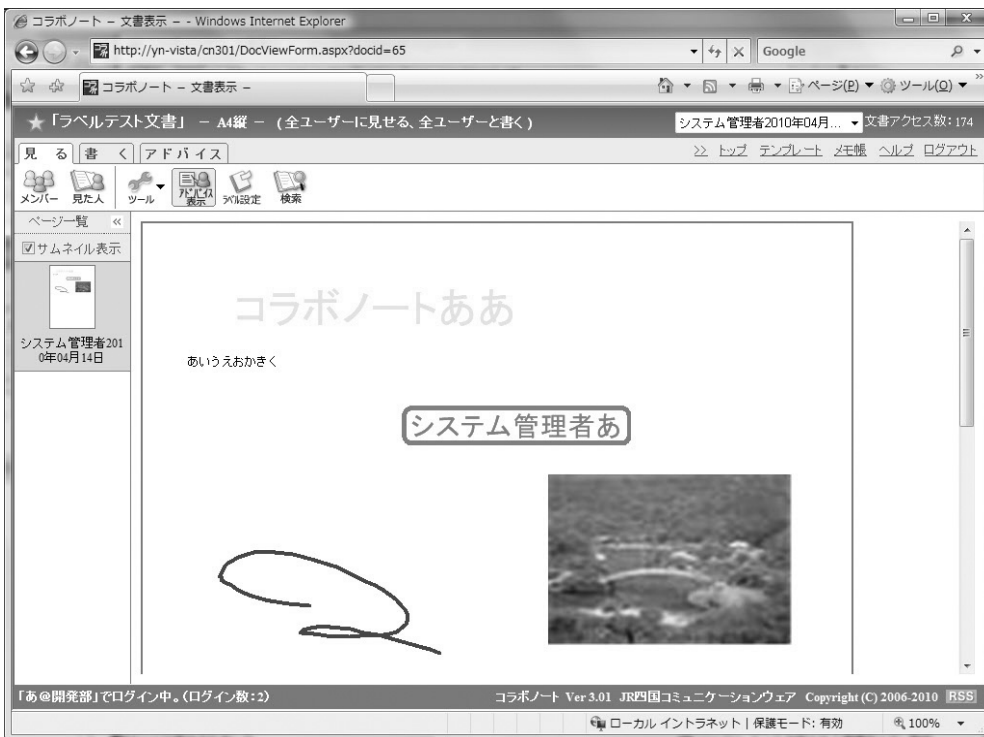 コラボノート - 文書表示 - - Windows Internet Explorer
http://yn-vista/cn301/DocViewForm.aspx?docid=65
Google
コラボノート - 文書表示 -
ページ(P) ツール(O)
★「ラベルテスト文書」 － A4縦 － (全ユーザーに見せる、全ユーザーと書く)
システム管理者2010年04月... 文書アクセス数: 174
見 る 書 く アドバイス
>> トップ テンプレート メモ帳 ヘルプ ログアウト
メンバー 見た人 ツール アドバイス表示 ラベル設定 検索
ページ一覧 «
サムネイル表示
システム管理者201
0年04月14日
コラボノートああ
あいうえおかきく
システム管理者あ
「あ@開発部」でログイン中。(ログイン数: 2)
コラボノート Ver 3.01 JR四国コミュニケーションウェア Copyright (C) 2006-2010 RSS
ローカル イントラネット | 保護モード: 有効
100%